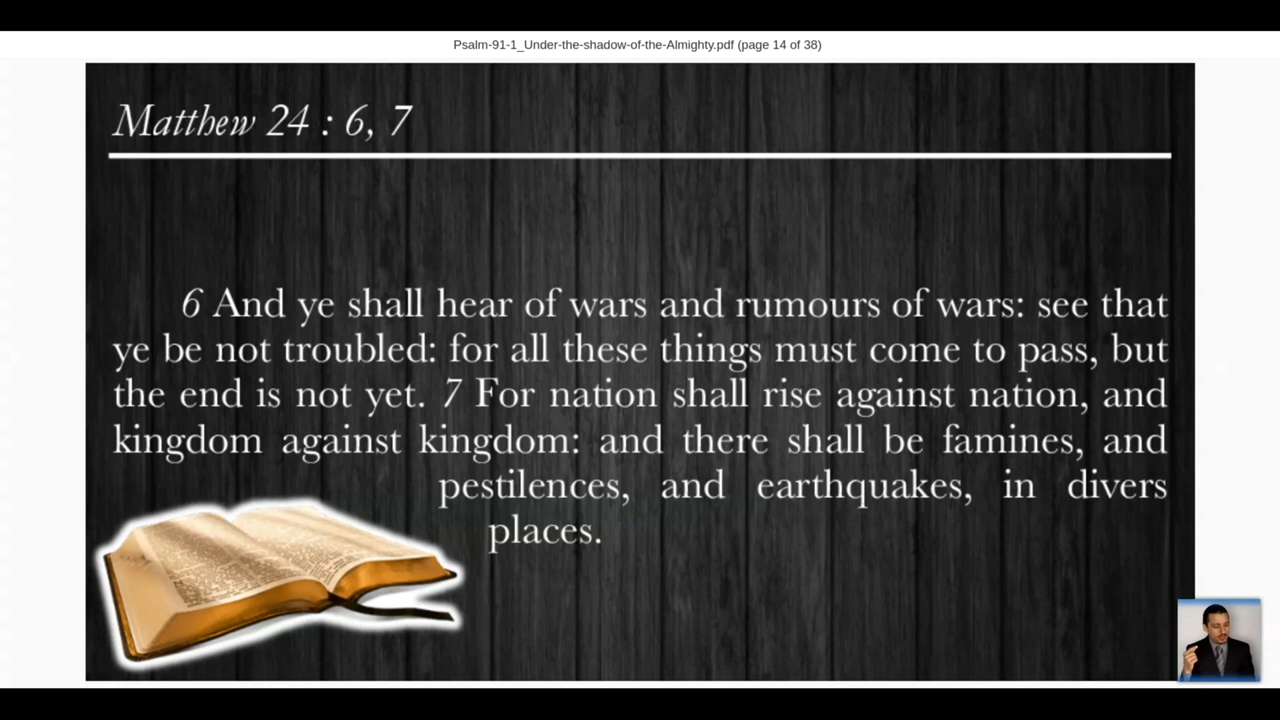 Psalm-91-1_Under-the-shadow-of-the-Almighty.pdf (page 14 of 38)
Matthew 24 : 6, 7
6 And ye shall hear of wars and rumours of wars: see that
ye be not troubled: for all these things must come to pass, but
the end is not yet. 7 For nation shall rise against nation, and
kingdom against kingdom: and there shall be famines, and
pestilences, and earthquakes, in divers
places.